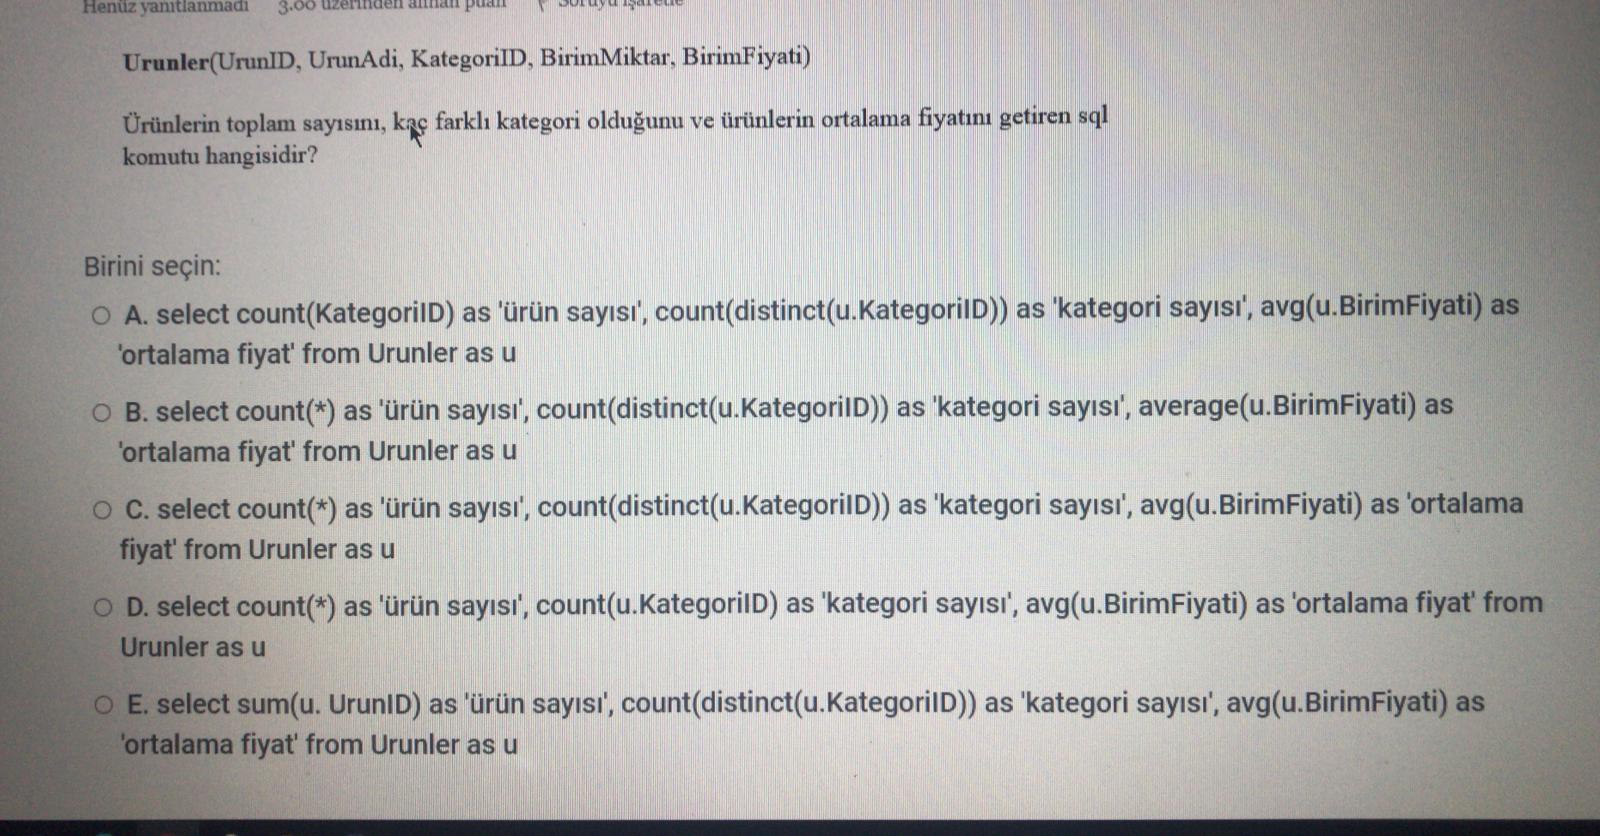 Henüz yanıtlanmadı 3.00 üzerinden alınan puan Soruyu işaretle
Urunler(UrunID, UrunAdi, KategoriID, BirimMiktar, BirimFiyati)
Ürünlerin toplam sayısını, kaç farklı kategori olduğunu ve ürünlerin ortalama fiyatını getiren sql
komutu hangisidir?
Birini seçin:
A. select count(KategoriID) as 'ürün sayısı', count(distinct(u.KategoriID)) as 'kategori sayısı', avg(u.BirimFiyati) as
'ortalama fiyat' from Urunler as u
B. select count(*) as 'ürün sayısı', count(distinct(u.KategoriID)) as 'kategori sayısı', average(u.BirimFiyati) as
'ortalama fiyat' from Urunler as u
C. select count(*) as 'ürün sayısı', count(distinct(u.KategoriID)) as 'kategori sayısı', avg(u.BirimFiyati) as 'ortalama
fiyat' from Urunler as u
D. select count(*) as 'ürün sayısı', count(u.KategoriID) as 'kategori sayısı', avg(u.BirimFiyati) as 'ortalama fiyat' from
Urunler as u
E. select sum(u. UrunID) as 'ürün sayısı', count(distinct(u.KategoriID)) as 'kategori sayısı', avg(u.BirimFiyati) as
'ortalama fiyat' from Urunler as u